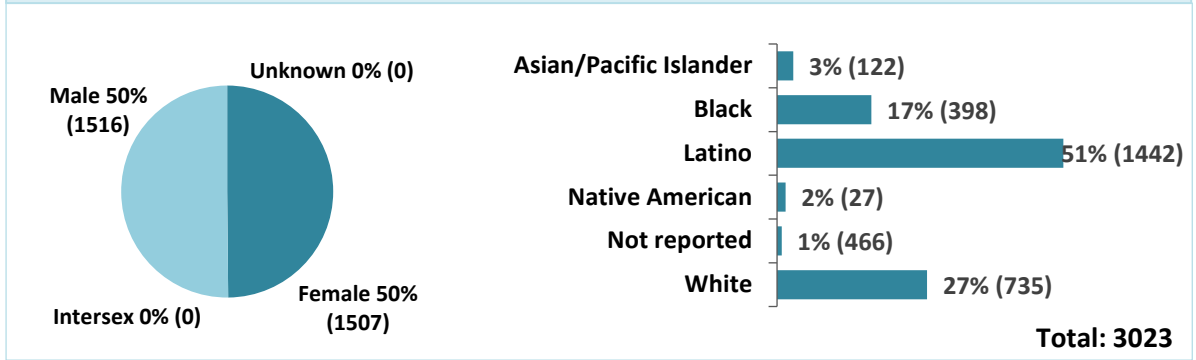 Unknown 0% (0)
Male 50%
(1516)
Female 50%
(1507)
Intersex 0% (0)
Asian/Pacific Islander 3% (122)
Black 17% (398)
Latino 51% (1442)
Native American 2% (27)
Not reported 1% (466)
White 27% (735)
Total: 3023